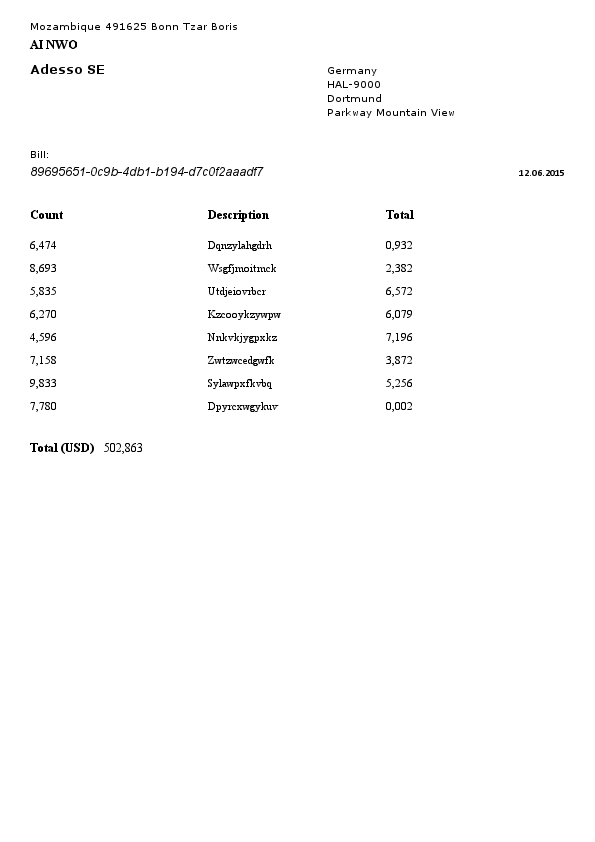 Mozambique 491625 Bonn Tzar Boris
AI NWO
Adesso SE
Germany
HAL-9000
Dortmund
Parkway Mountain View
Bill:
89695651-0c9b-4db1-b194-d7c0f2aaadf7
12.06.2015
Count Description Total
6,474 Dqnzylahgdrh 0,932
8,693 Wsgfjmoitmck 2,382
5,835 Utdjeiovrbcr 6,572
6,270 Kzcooykzywpw 6,079
4,596 Nnkvkjygpxkz 7,196
7,158 Zwtzwcedgwfk 3,872
9,833 Sylawpxfkvbq 5,256
7,780 Dpyrcxwgykuv 0,002
Total (USD) 502,863